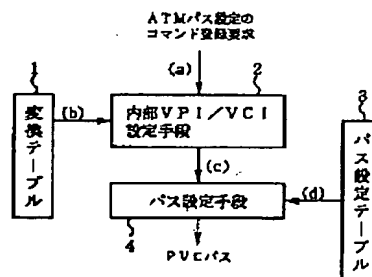 ATMパス設定の
コマンド登録要求
(a)
1
2
(b)
変換テーブル
内部VPI/VCI
設定手段
3
(c)
パス設定テーブル
パス設定手段
(d)
4
PVCパス